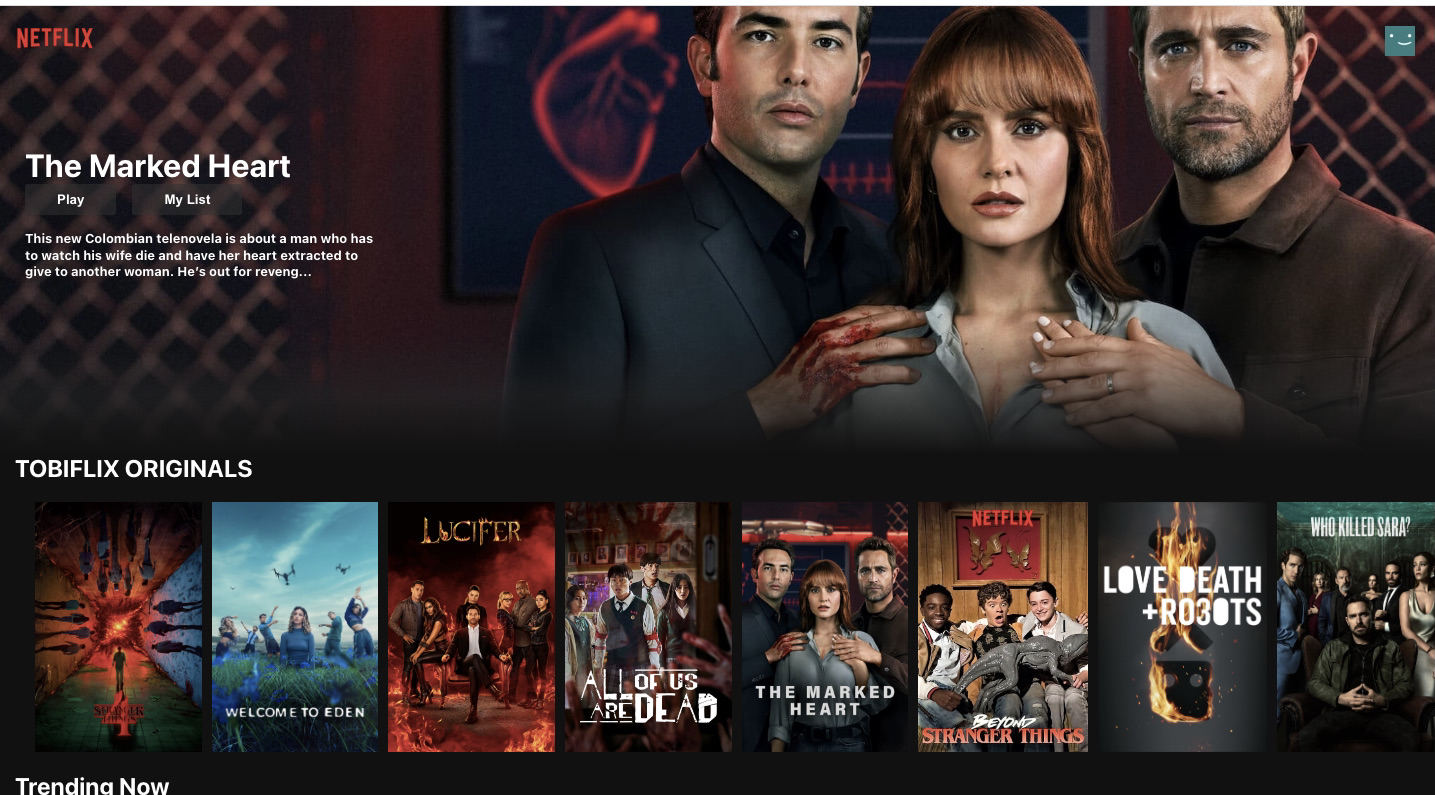 NETFLIX
The Marked Heart
Play
My List
This new Colombian telenovela is about a man who has
to watch his wife die and have her heart extracted to
give to another woman. He's out for reveng...
TOBIFLIX ORIGINALS
STRANGER
THINGS
4
WELCOME TO EDEN
LUCIFER
ALL OF US
ARE DEAD
THE MARKED
HEART
NETFLIX
BEYOND
STRANGER THINGS
LOVE DEATH
+RO3OTS
WHO KILLED SARA?
Trending Now